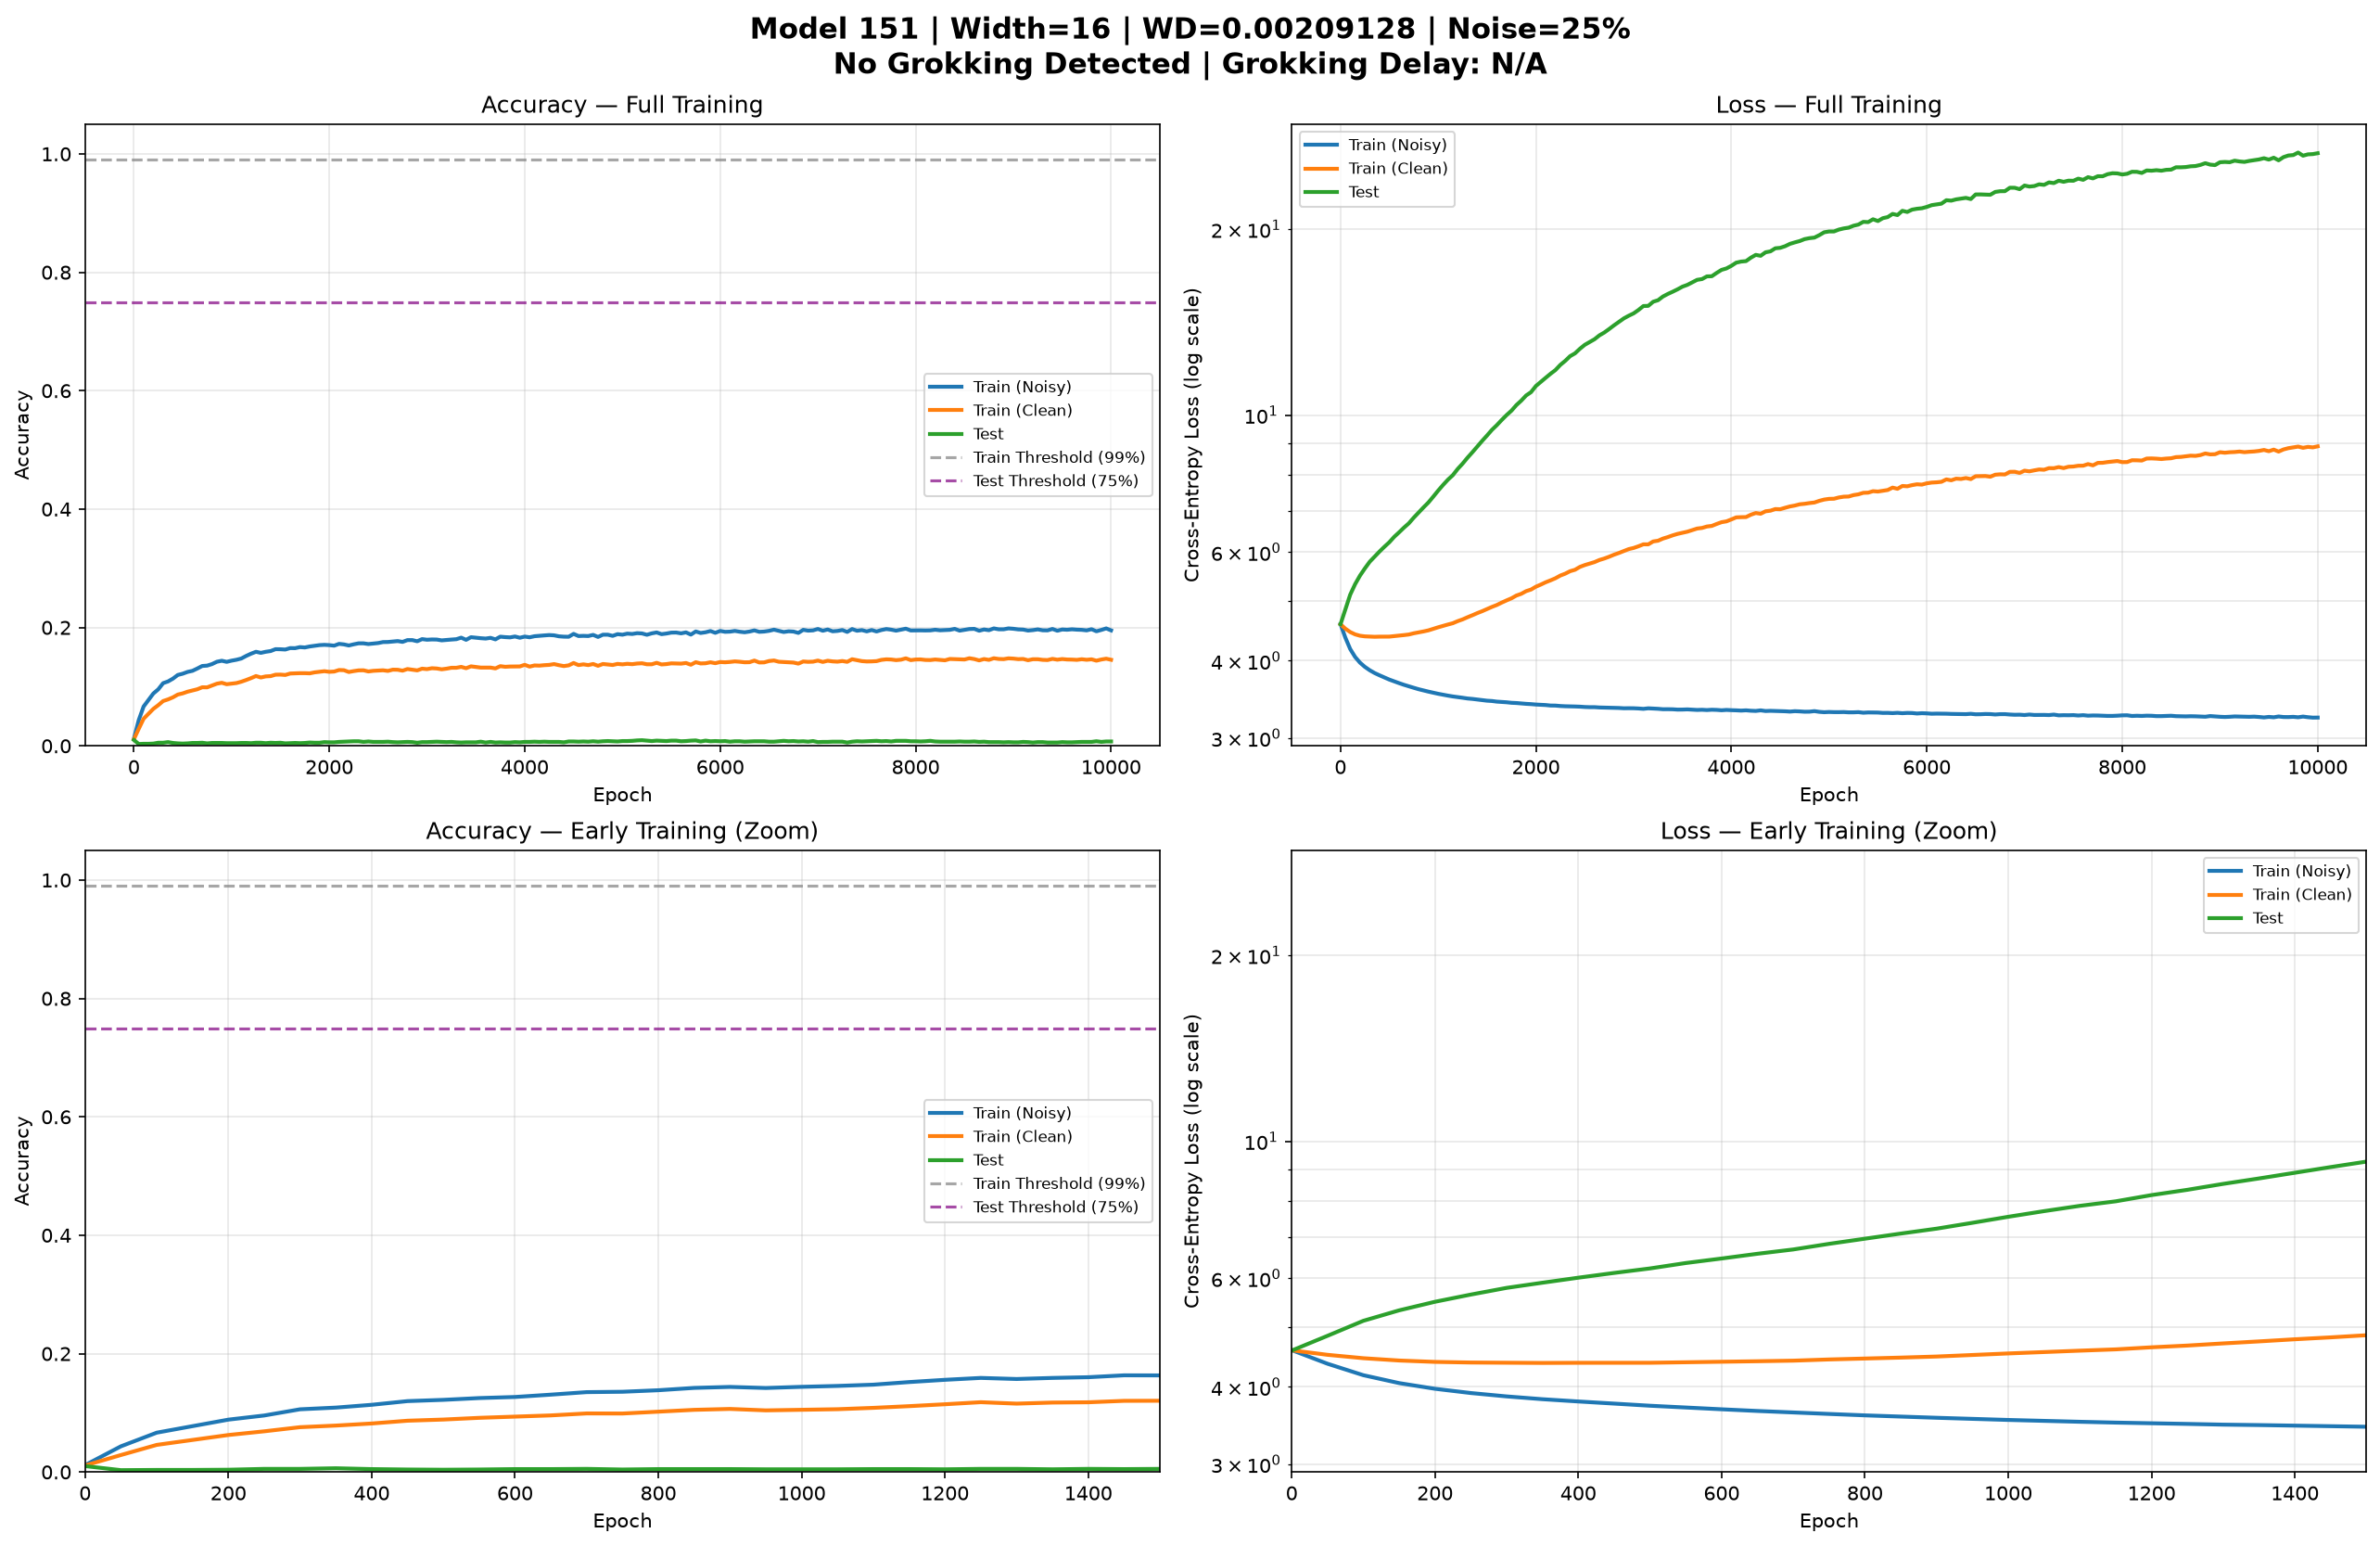 Model 151 | Width=16 | WD=0.00209128 | Noise=25%
No Grokking Detected | Grokking Delay: N/A
Accuracy — Full Training
1.0
0.8
0.6
0.4
0.2
0.0
Accuracy
Train (Noisy)
Train (Clean)
Test
Train Threshold (99%)
Test Threshold (75%)
0 2000 4000 6000 8000 10000
Epoch
Loss — Full Training
Train (Noisy)
Train (Clean)
Test
2 × 10¹
10¹
6 × 10⁰
4 × 10⁰
3 × 10⁰
Cross-Entropy Loss (log scale)
0 2000 4000 6000 8000 10000
Epoch
Accuracy — Early Training (Zoom)
1.0
0.8
0.6
0.4
0.2
0.0
Accuracy
Train (Noisy)
Train (Clean)
Test
Train Threshold (99%)
Test Threshold (75%)
0 200 400 600 800 1000 1200 1400
Epoch
Loss — Early Training (Zoom)
Train (Noisy)
Train (Clean)
Test
2 × 10¹
10¹
6 × 10⁰
4 × 10⁰
3 × 10⁰
Cross-Entropy Loss (log scale)
0 200 400 600 800 1000 1200 1400
Epoch